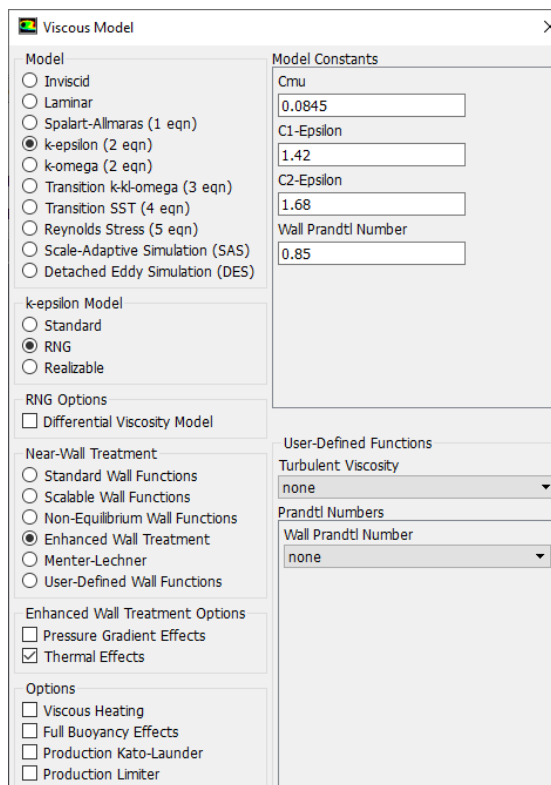 Viscous Model
Model
Inviscid
Laminar
Spalart-Allmaras (1 eqn)
k-epsilon (2 eqn)
k-omega (2 eqn)
Transition k-kl-omega (3 eqn)
Transition SST (4 eqn)
Reynolds Stress (5 eqn)
Scale-Adaptive Simulation (SAS)
Detached Eddy Simulation (DES)
k-epsilon Model
Standard
RNG
Realizable
RNG Options
Differential Viscosity Model
Near-Wall Treatment
Standard Wall Functions
Scalable Wall Functions
Non-Equilibrium Wall Functions
Enhanced Wall Treatment
Menter-Lechner
User-Defined Wall Functions
Enhanced Wall Treatment Options
Pressure Gradient Effects
Thermal Effects
Options
Viscous Heating
Full Buoyancy Effects
Production Kato-Launder
Production Limiter
Model Constants
Cmu
0.0845
C1-Epsilon
1.42
C2-Epsilon
1.68
Wall Prandtl Number
0.85
User-Defined Functions
Turbulent Viscosity
none
Prandtl Numbers
Wall Prandtl Number
none